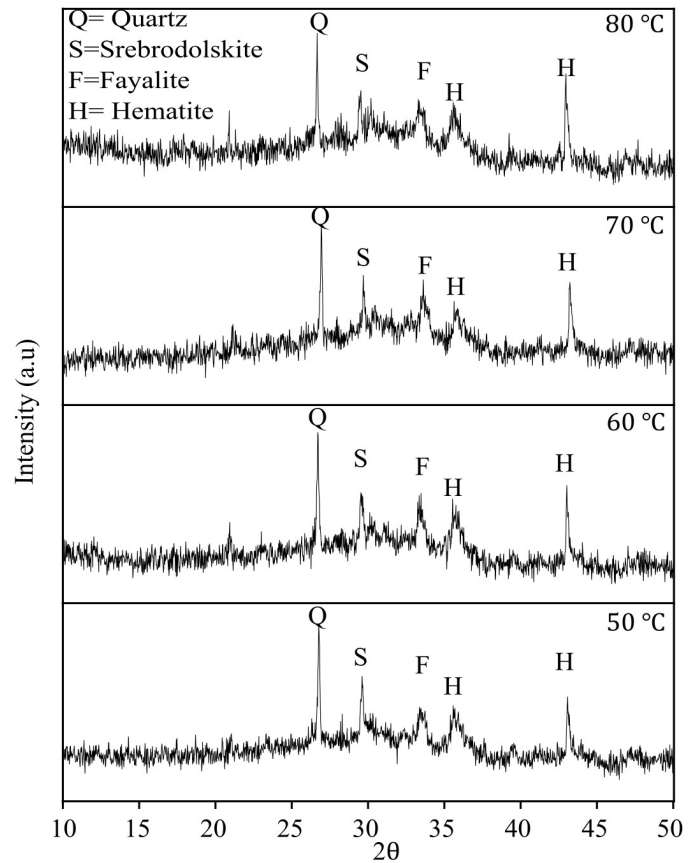 Q= Quartz
S=Srebrodolskite
F=Fayalite
H= Hematite
80 °C
Q
S
F
H
H
70 °C
Q
S
F
H
H
60 °C
Q
S
F
H
H
50 °C
Q
S
F
H
H
Intensity (a.u)
10 15 20 25 30 35 40 45 50
2θ